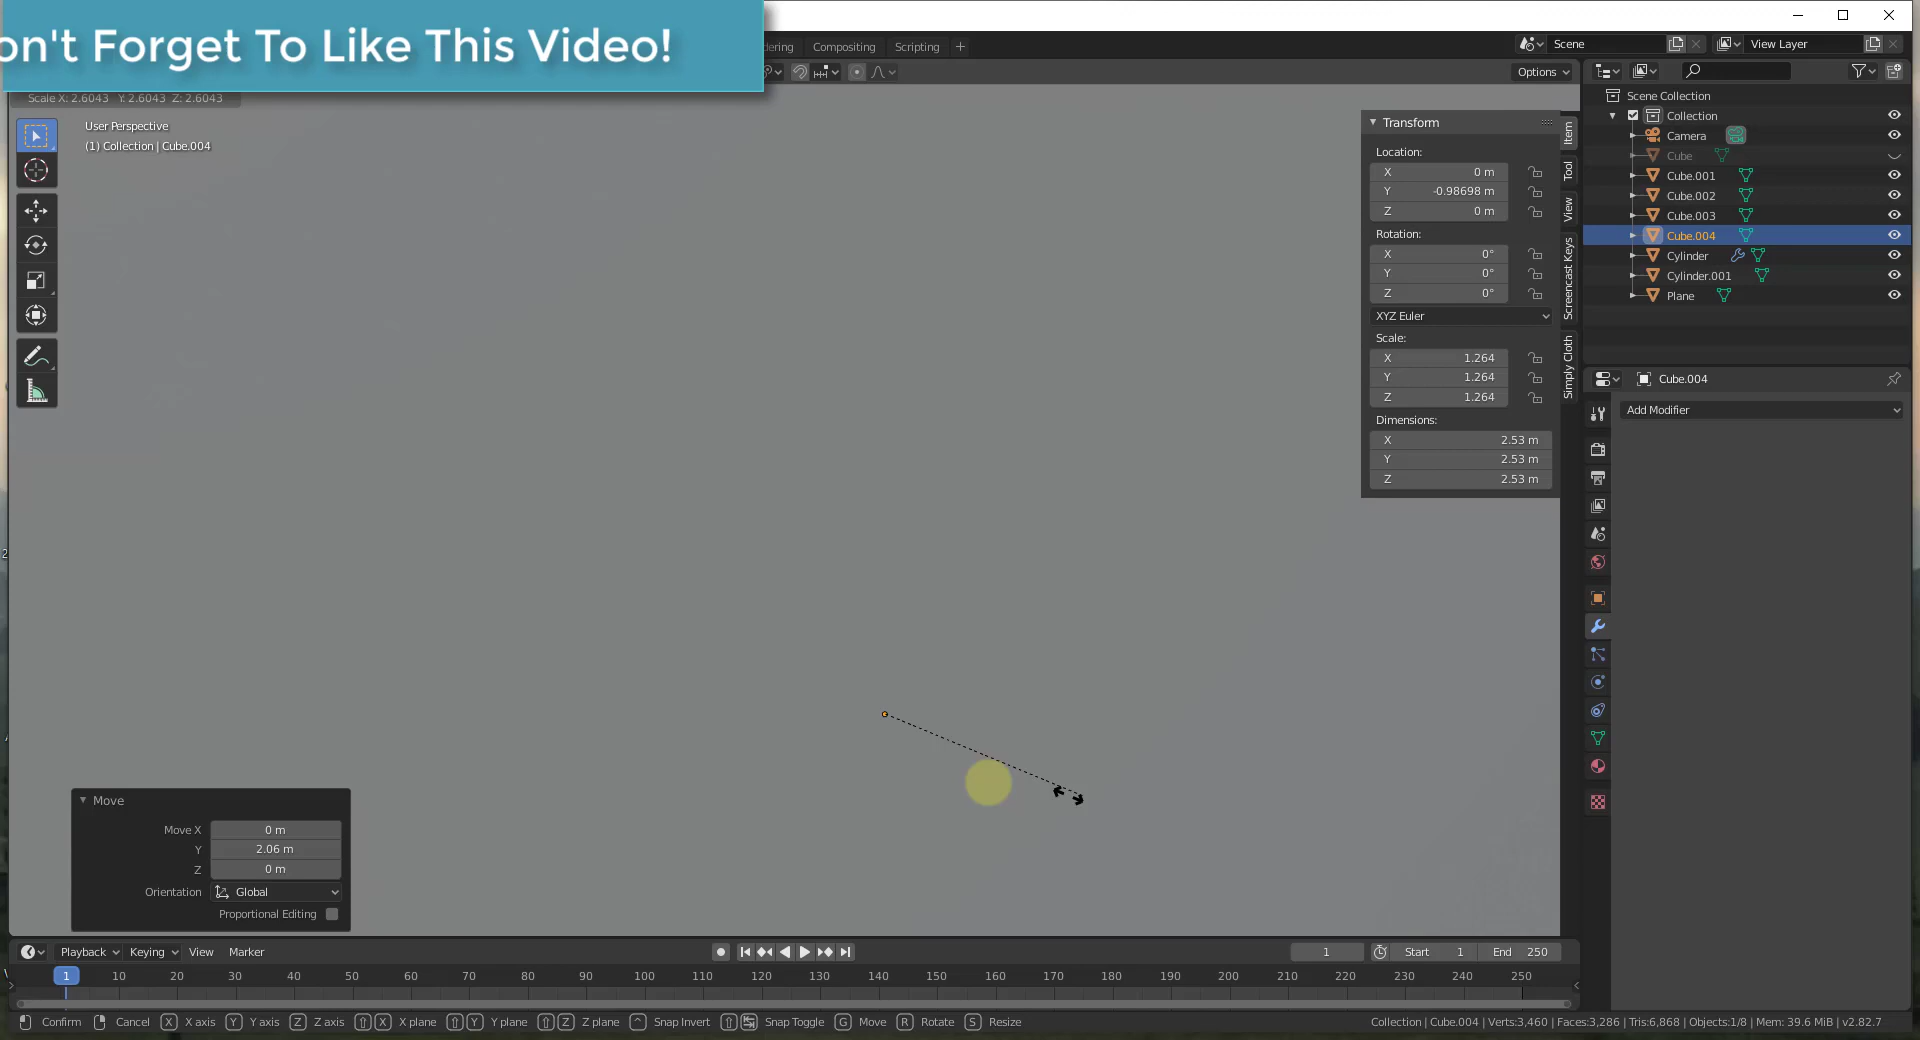 on't Forget To Like This Video!
dering Compositing Scripting +
Scene
View Layer
Options
Scale X: 2.6043 Y: 2.6043 Z: 2.6043
User Perspective
(1) Collection | Cube.004
Transform
Location:
X 0 m
Y -0.98698 m
Z 0 m
Rotation:
X 0°
Y 0°
Z 0°
XYZ Euler
Scale:
X 1.264
Y 1.264
Z 1.264
Dimensions:
X 2.53 m
Y 2.53 m
Z 2.53 m
Item
Tool
View
Screencast Keys
Simply Cloth
Scene Collection
Collection
Camera
Cube
Cube.001
Cube.002
Cube.003
Cube.004
Cylinder
Cylinder.001
Plane
Cube.004
Add Modifier
Move
Move X 0 m
Y 2.06 m
Z 0 m
Orientation Global
Proportional Editing
Playback Keying View Marker
1 Start 1 End 250
1 10 20 30 40 50 60 70 80 90 100 110 120 130 140 150 160 170 180 190 200 210 220 230 240 250
Confirm Cancel X X axis Y Y axis Z Z axis X X plane Y Y plane Z Z plane Snap Invert Snap Toggle G Move R Rotate S Resize
Collection | Cube.004 | Verts:3,460 | Faces:3,286 | Tris:6,868 | Objects:1/8 | Mem: 39.6 MiB | v2.82.7